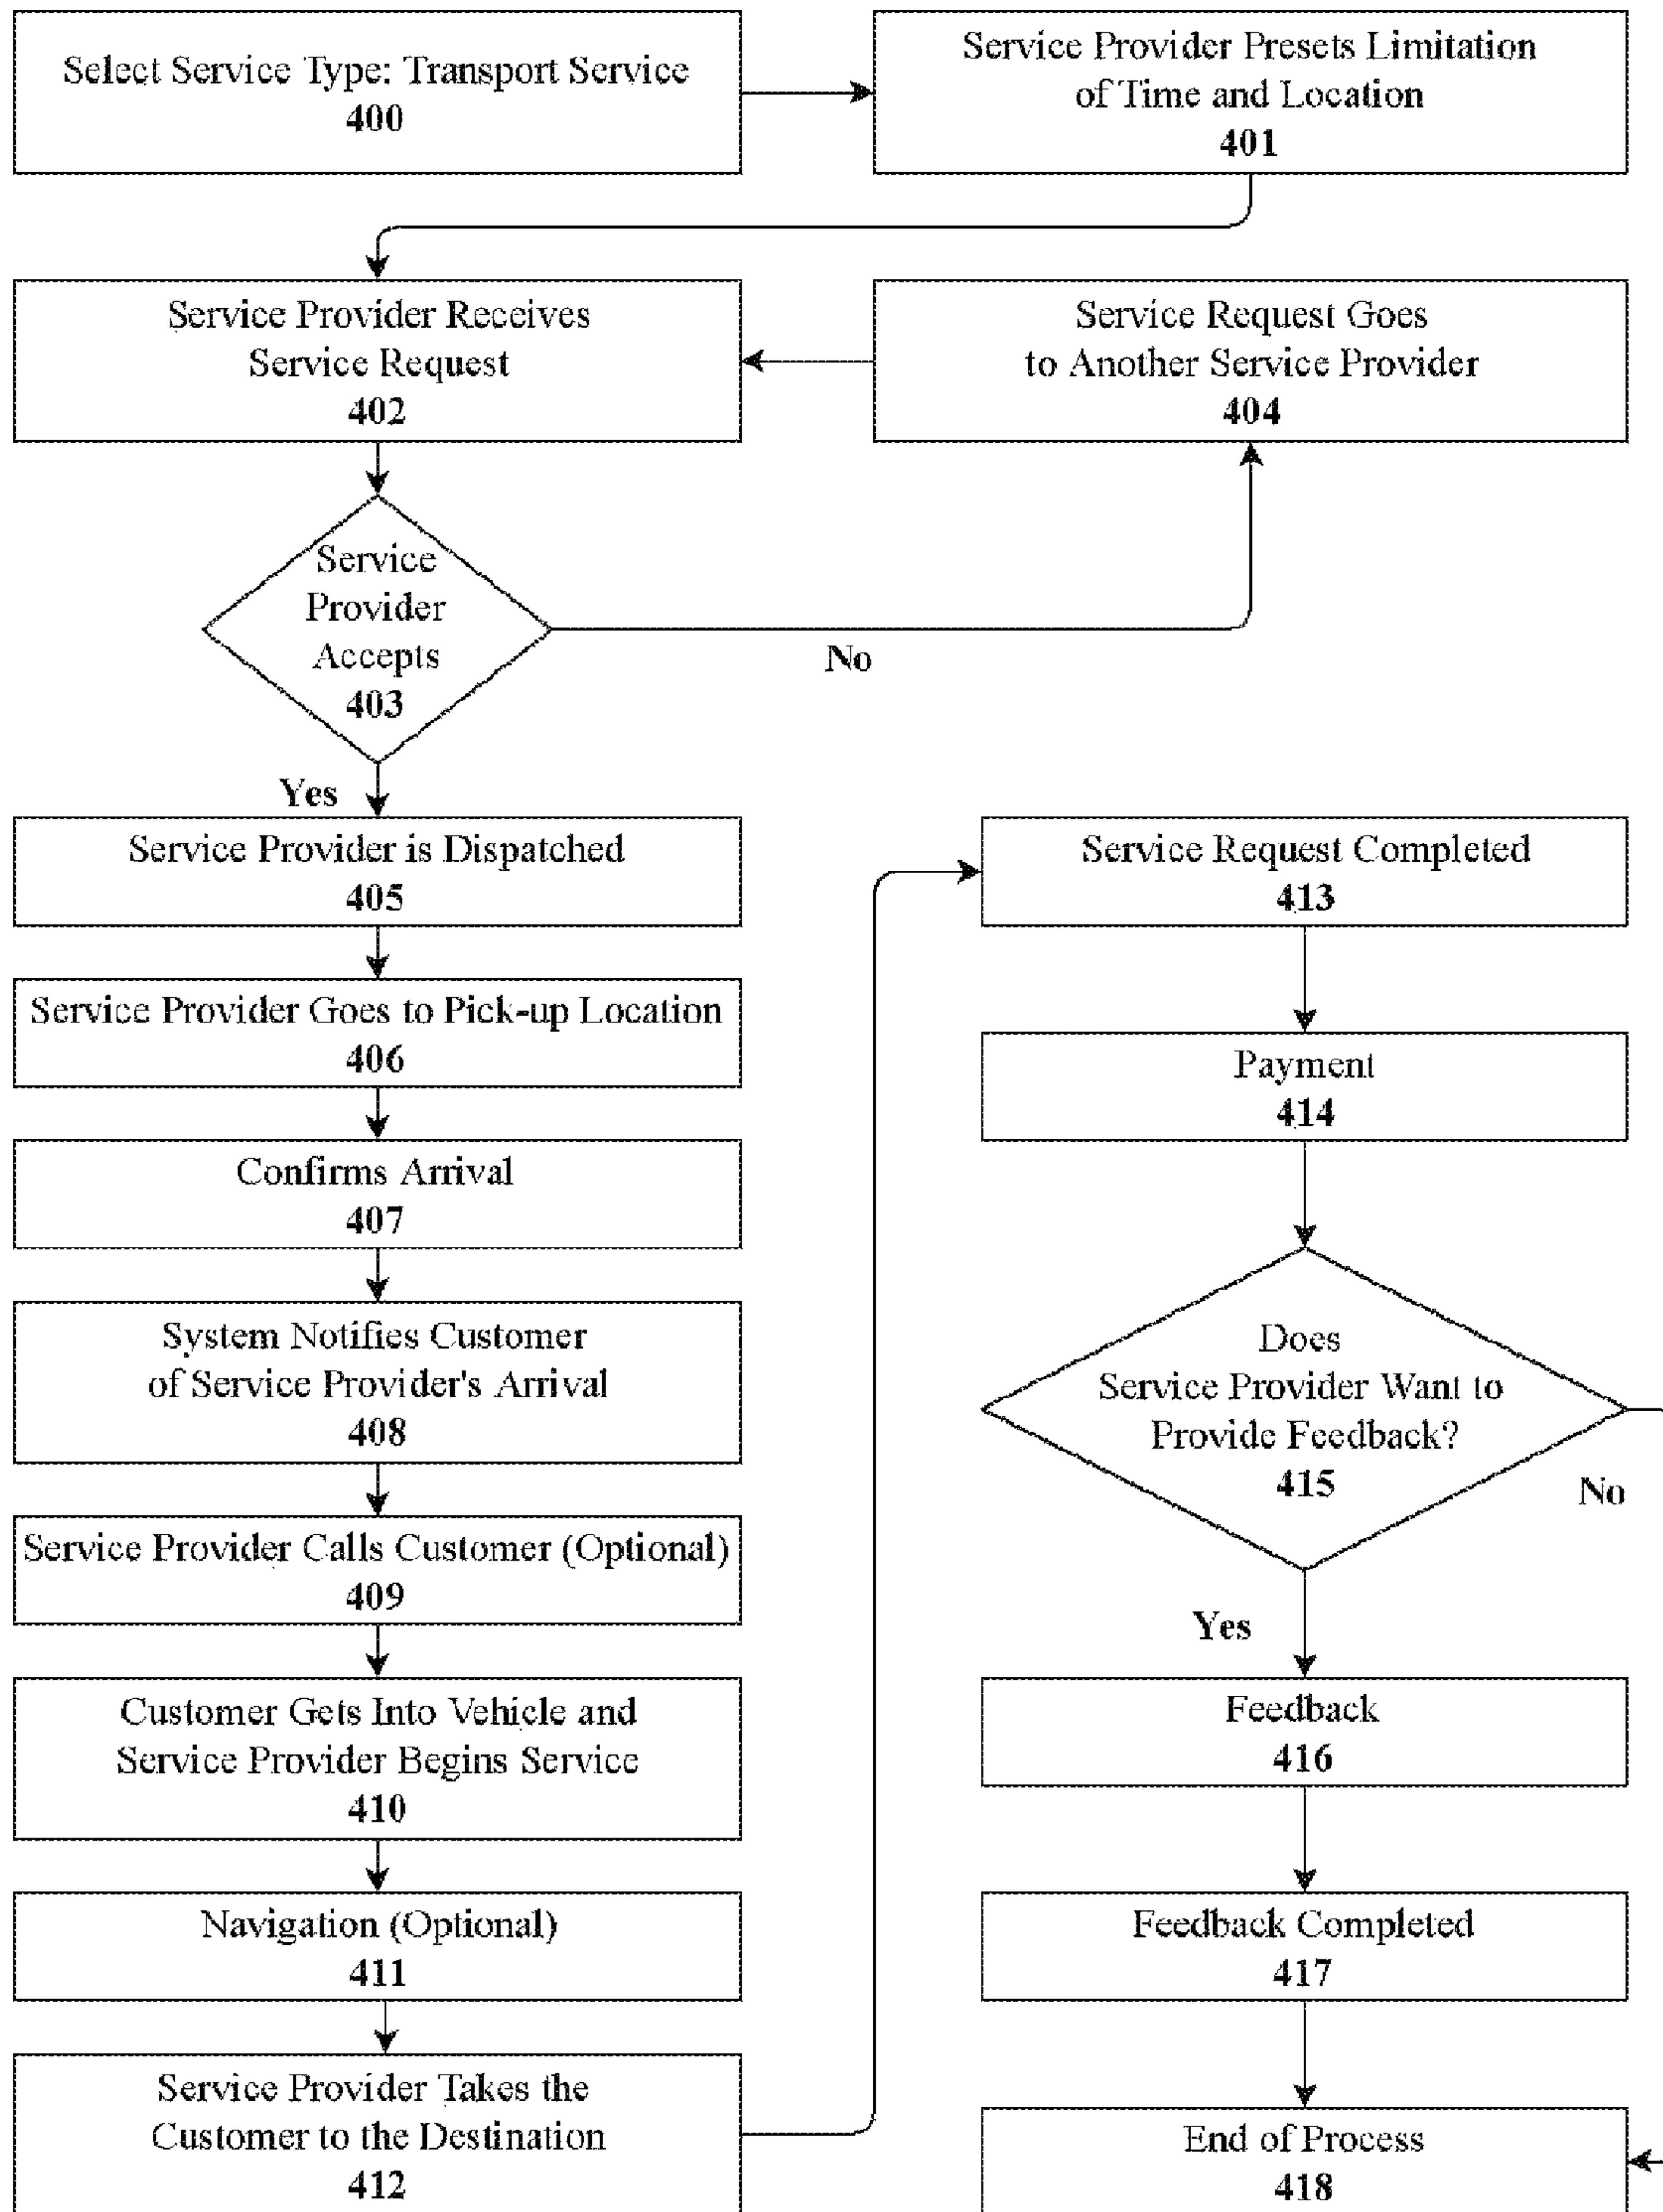 Select Service Type: Transport Service
400
Service Provider Presets Limitation
of Time and Location
401
Service Provider Receives
Service Request
402
Service Request Goes
to Another Service Provider
404
Service
Provider
Accepts
403
No
Yes
Service Provider is Dispatched
405
Service Provider Goes to Pick-up Location
406
Confirms Arrival
407
System Notifies Customer
of Service Provider's Arrival
408
Service Provider Calls Customer (Optional)
409
Customer Gets Into Vehicle and
Service Provider Begins Service
410
Navigation (Optional)
411
Service Provider Takes the
Customer to the Destination
412
Service Request Completed
413
Payment
414
Does
Service Provider Want to
Provide Feedback?
415
No
Yes
Feedback
416
Feedback Completed
417
End of Process
418